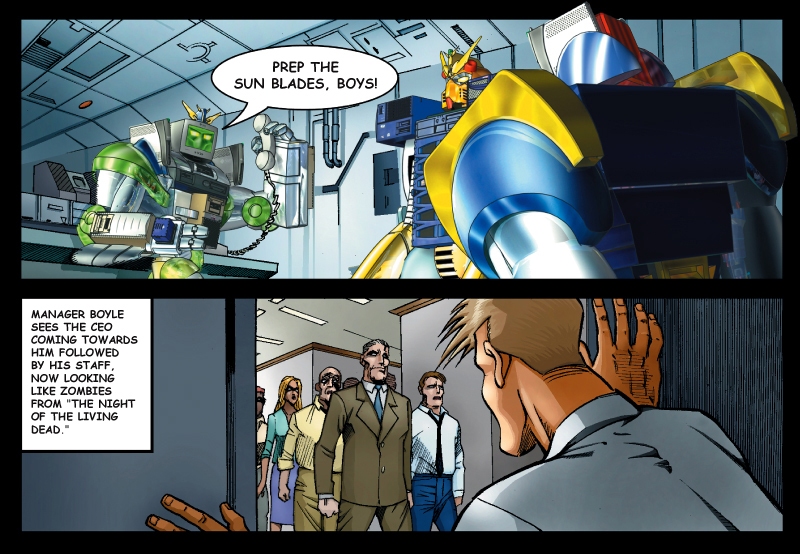 PREP THE
SUN BLADES, BOYS!
MANAGER BOYLE
SEES THE CEO
COMING TOWARDS
HIM FOLLOWED
BY HIS STAFF,
NOW LOOKING
LIKE ZOMBIES
FROM "THE NIGHT
OF THE LIVING
DEAD."